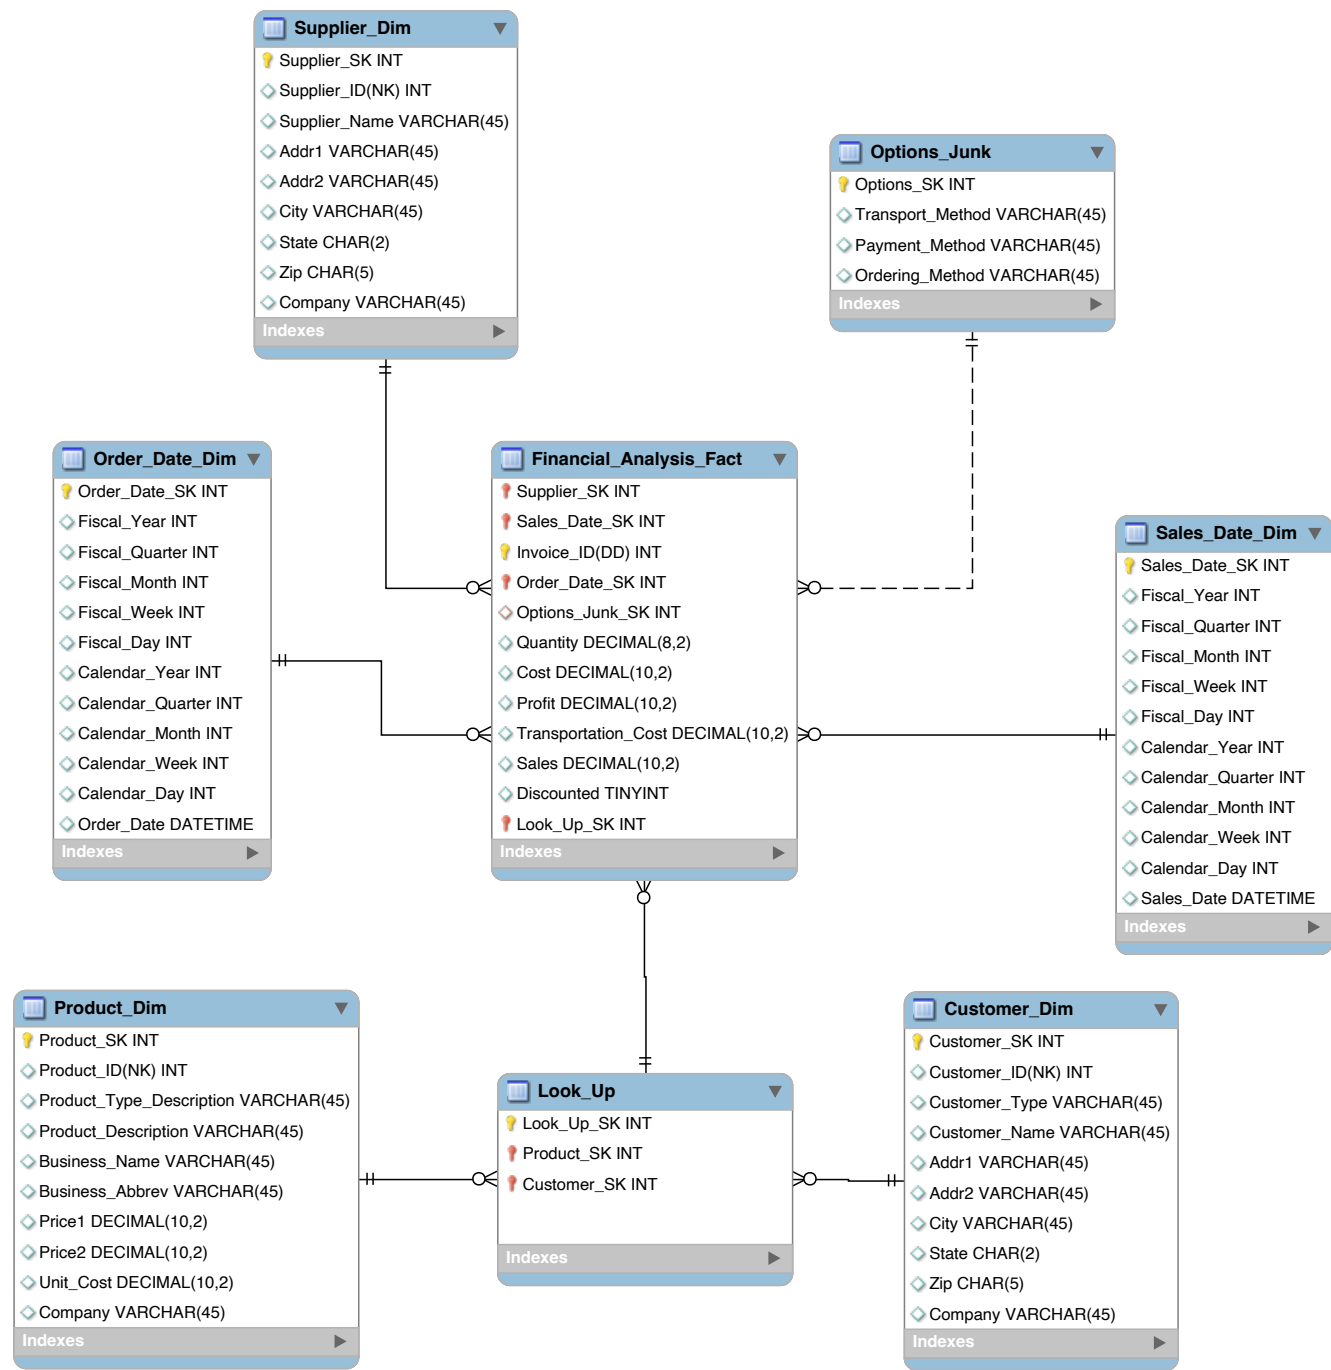 Supplier_Dim
Supplier_SK INT
Supplier_ID(NK) INT
Supplier_Name VARCHAR(45)
Addr1 VARCHAR(45)
Addr2 VARCHAR(45)
City VARCHAR(45)
State CHAR(2)
Zip CHAR(5)
Company VARCHAR(45)
Indexes
Options_Junk
Options_SK INT
Transport_Method VARCHAR(45)
Payment_Method VARCHAR(45)
Ordering_Method VARCHAR(45)
Indexes
Order_Date_Dim
Order_Date_SK INT
Fiscal_Year INT
Fiscal_Quarter INT
Fiscal_Month INT
Fiscal_Week INT
Fiscal_Day INT
Calendar_Year INT
Calendar_Quarter INT
Calendar_Month INT
Calendar_Week INT
Calendar_Day INT
Order_Date DATETIME
Indexes
Financial_Analysis_Fact
Supplier_SK INT
Sales_Date_SK INT
Invoice_ID(DD) INT
Order_Date_SK INT
Options_Junk_SK INT
Quantity DECIMAL(8,2)
Cost DECIMAL(10,2)
Profit DECIMAL(10,2)
Transportation_Cost DECIMAL(10,2)
Sales DECIMAL(10,2)
Discounted TINYINT
Look_Up_SK INT
Indexes
Sales_Date_Dim
Sales_Date_SK INT
Fiscal_Year INT
Fiscal_Quarter INT
Fiscal_Month INT
Fiscal_Week INT
Fiscal_Day INT
Calendar_Year INT
Calendar_Quarter INT
Calendar_Month INT
Calendar_Week INT
Calendar_Day INT
Sales_Date DATETIME
Indexes
Product_Dim
Product_SK INT
Product_ID(NK) INT
Product_Type_Description VARCHAR(45)
Product_Description VARCHAR(45)
Business_Name VARCHAR(45)
Business_Abbrev VARCHAR(45)
Price1 DECIMAL(10,2)
Price2 DECIMAL(10,2)
Unit_Cost DECIMAL(10,2)
Company VARCHAR(45)
Indexes
Look_Up
Look_Up_SK INT
Product_SK INT
Customer_SK INT
Indexes
Customer_Dim
Customer_SK INT
Customer_ID(NK) INT
Customer_Type VARCHAR(45)
Customer_Name VARCHAR(45)
Addr1 VARCHAR(45)
Addr2 VARCHAR(45)
City VARCHAR(45)
State CHAR(2)
Zip CHAR(5)
Company VARCHAR(45)
Indexes